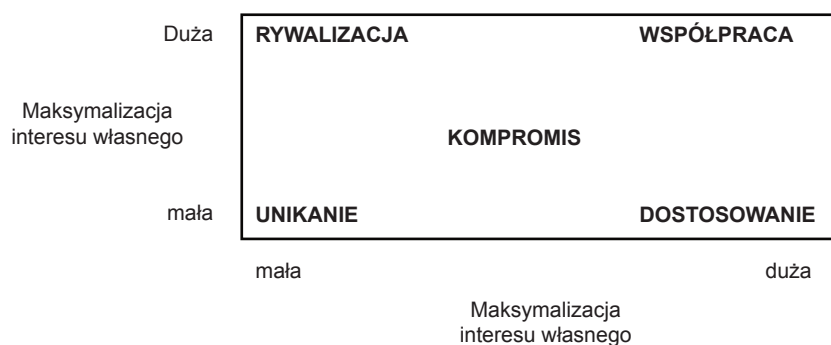 Duża RYWALIZACJA WSPÓŁPRACA
Maksymalizacja
interesu własnego
KOMPROMIS
mała UNIKANIE DOSTOSOWANIE
mała duża
Maksymalizacja
interesu własnego